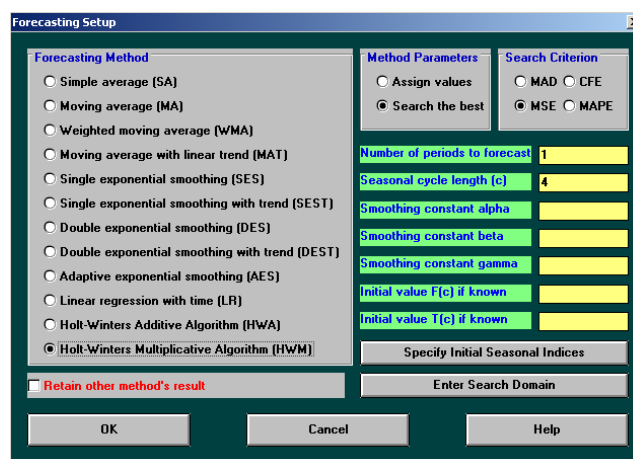 Forecasting Setup
Forecasting Method
Simple average (SA)
Moving average (MA)
Weighted moving average (WMA)
Moving average with linear trend (MAT)
Single exponential smoothing (SES)
Single exponential smoothing with trend (SEST)
Double exponential smoothing (DES)
Double exponential smoothing with trend (DEST)
Adaptive exponential smoothing (AES)
Linear regression with time (LR)
Holt-Winters Additive Algorithm (HWA)
Holt-Winters Multiplicative Algorithm (HWM)
Retain other method's result
Method Parameters
Assign values
Search the best
Search Criterion
MAD CFE
MSE MAPE
Number of periods to forecast 1
Seasonal cycle length (c) 4
Smoothing constant alpha
Smoothing constant beta
Smoothing constant gamma
Initial value F(c) if known
Initial value T(c) if known
Specify Initial Seasonal Indices
Enter Search Domain
OK Cancel Help